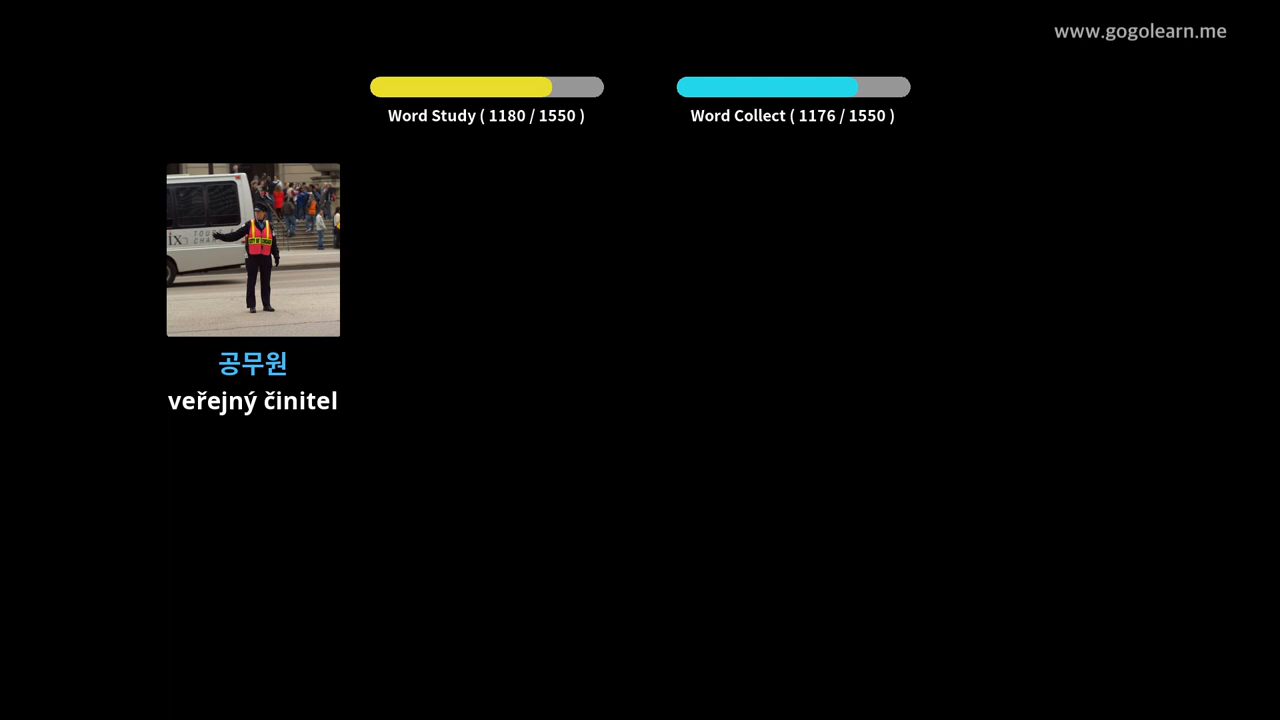 www.gogolearn.me
Word Study ( 1180 / 1550 )
Word Collect ( 1176 / 1550 )
공무원
veřejný činitel